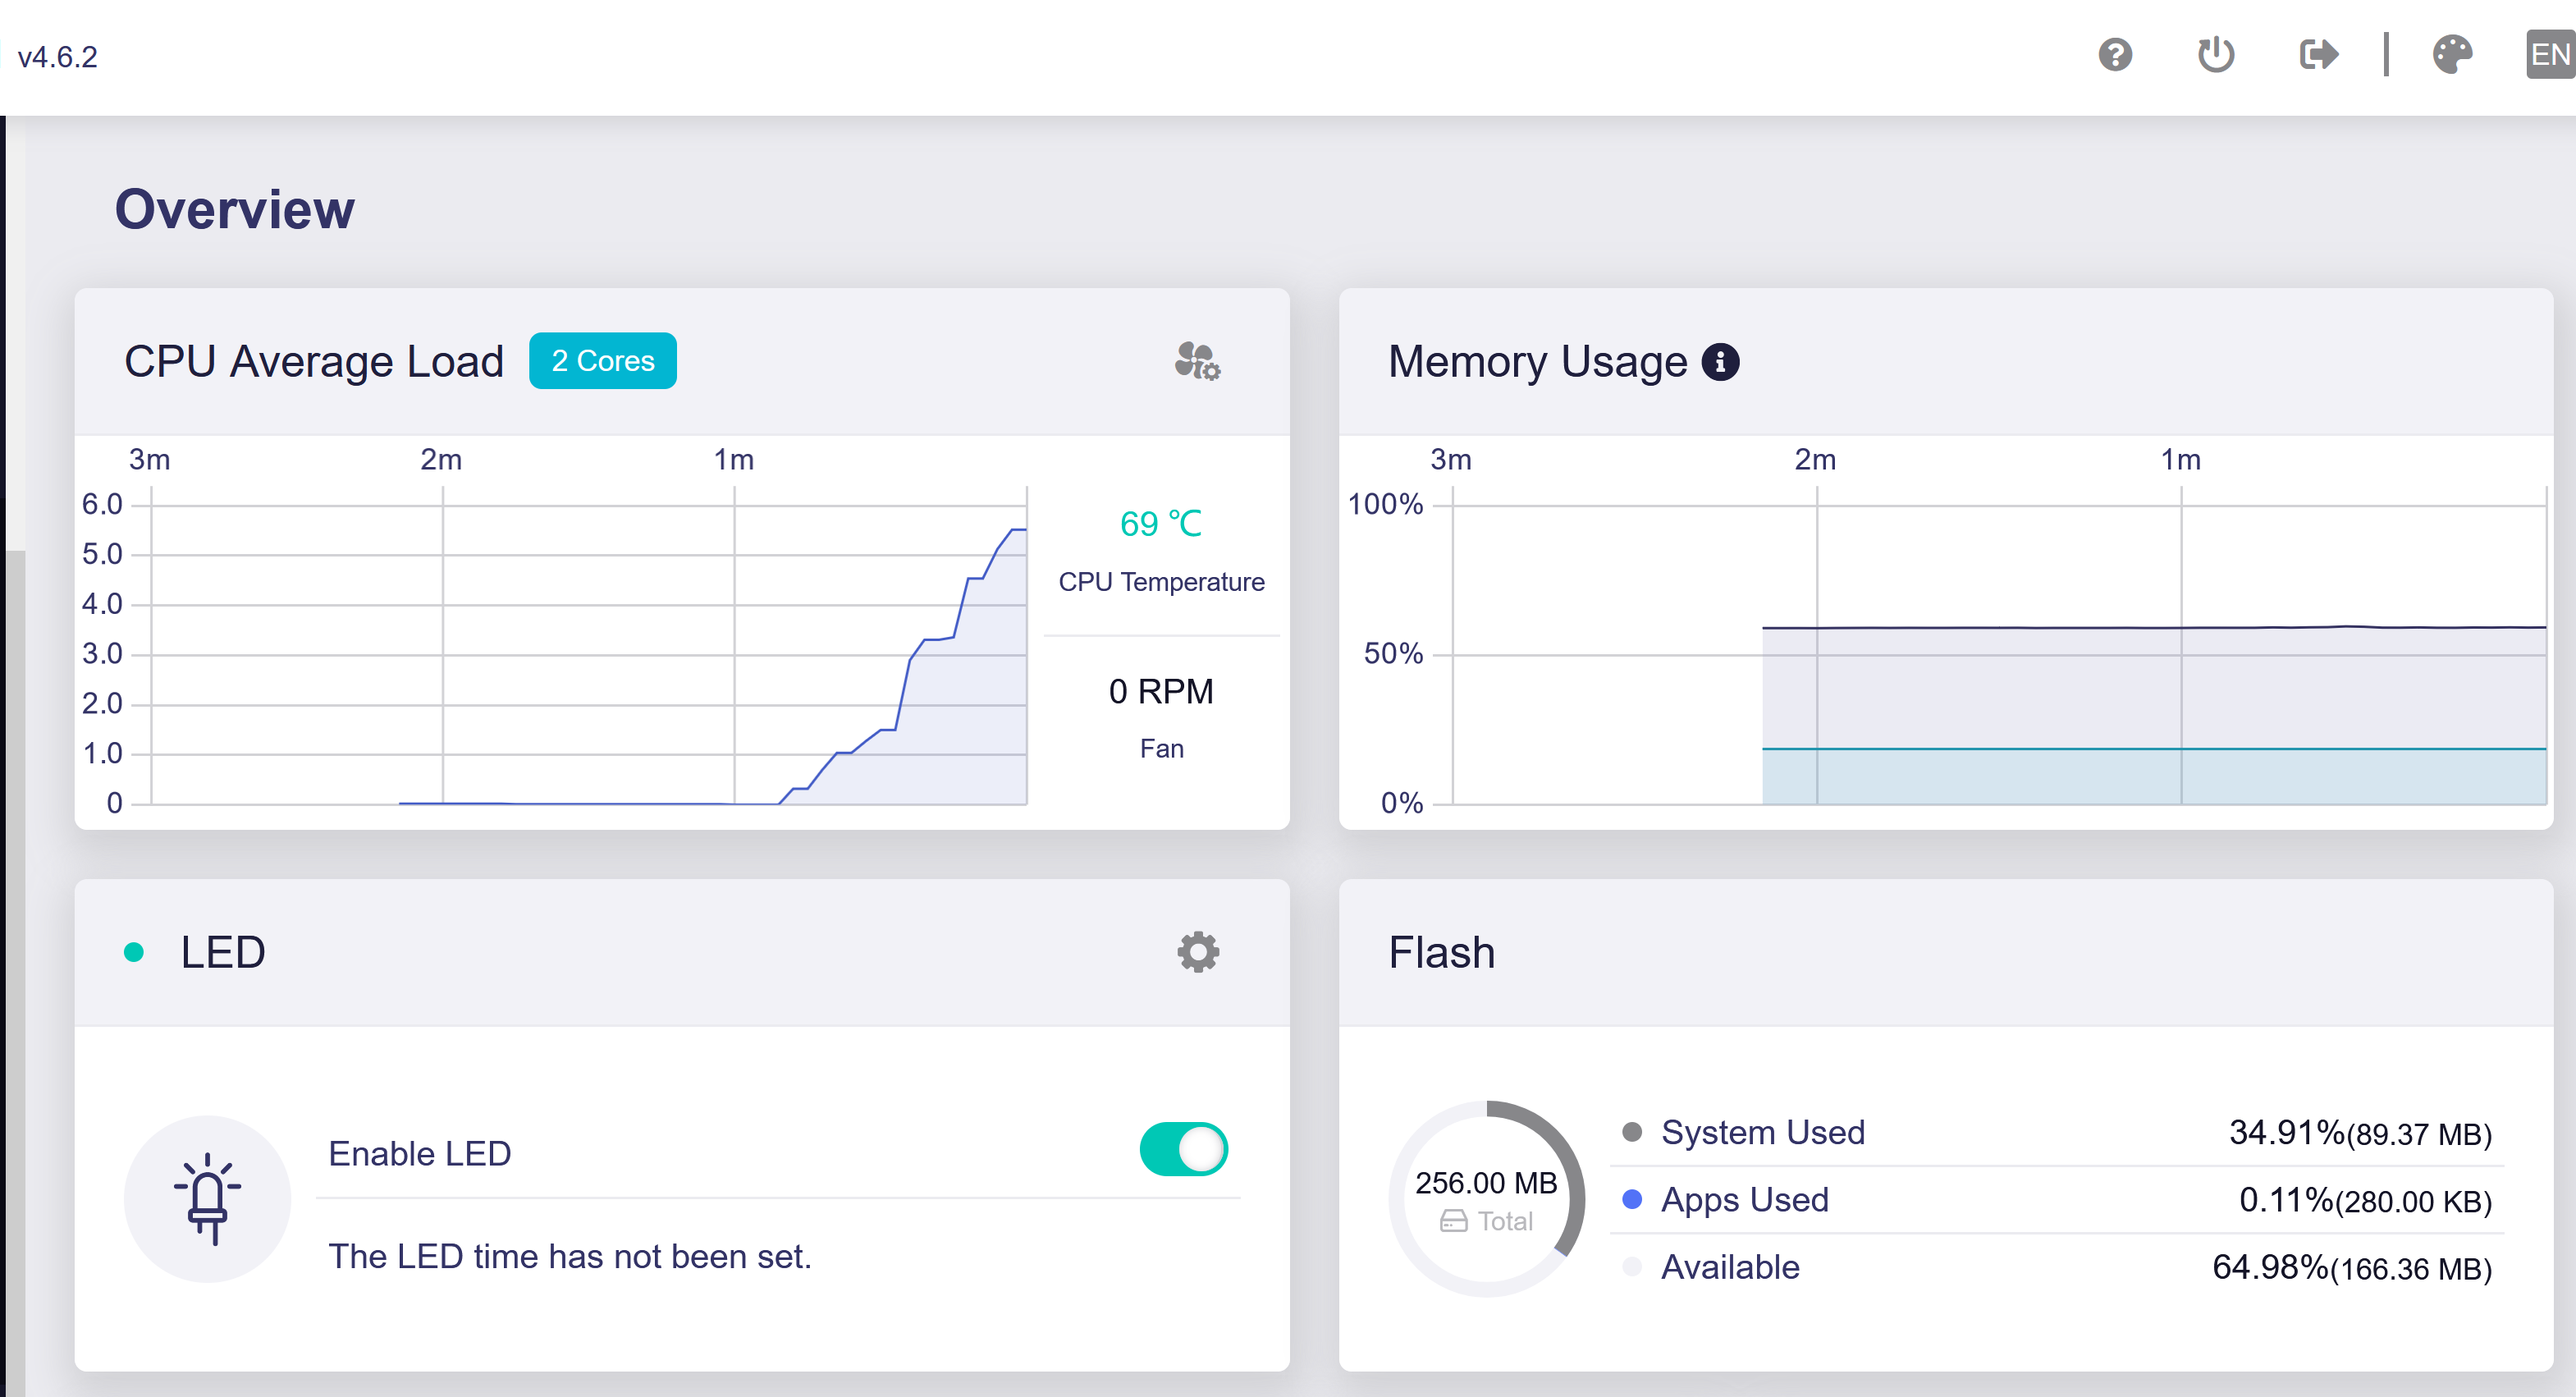 v4.6.2
EN
Overview
CPU Average Load 2 Cores
3m 2m 1m
6.0
5.0
4.0
3.0
2.0
1.0
0
69 ℃
CPU Temperature
0 RPM
Fan
Memory Usage
3m 2m 1m
100%
50%
0%
LED
Enable LED
The LED time has not been set.
Flash
256.00 MB
Total
System Used 34.91%(89.37 MB)
Apps Used 0.11%(280.00 KB)
Available 64.98%(166.36 MB)